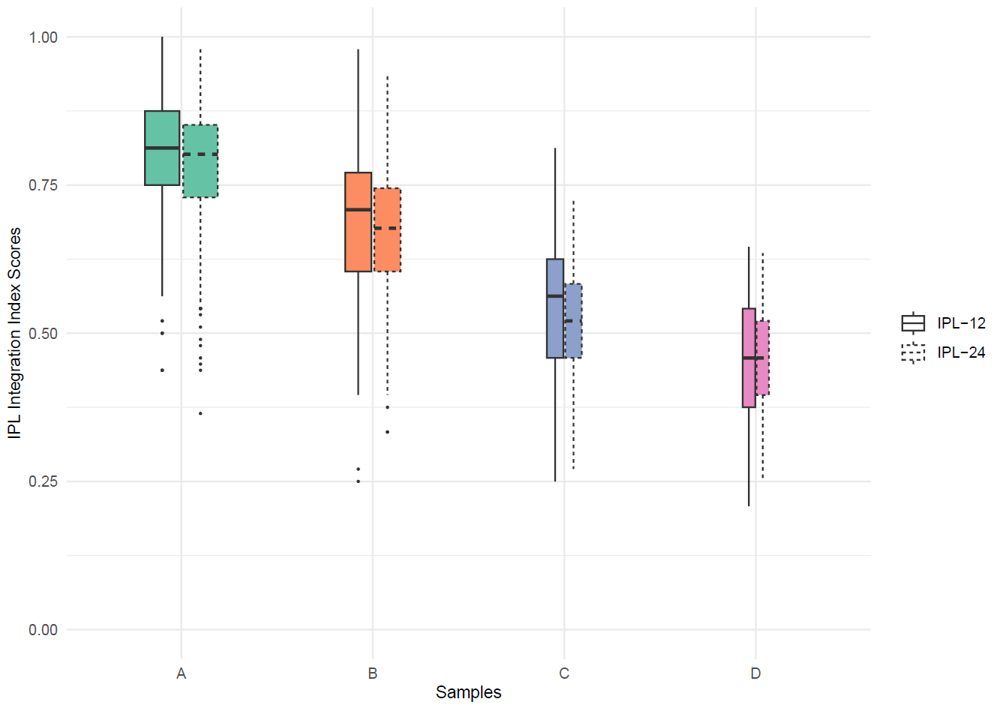 1.00
0.75
0.50
0.25
0.00
IPL Integration Index Scores
A B C D
Samples
IPL−12
IPL−24